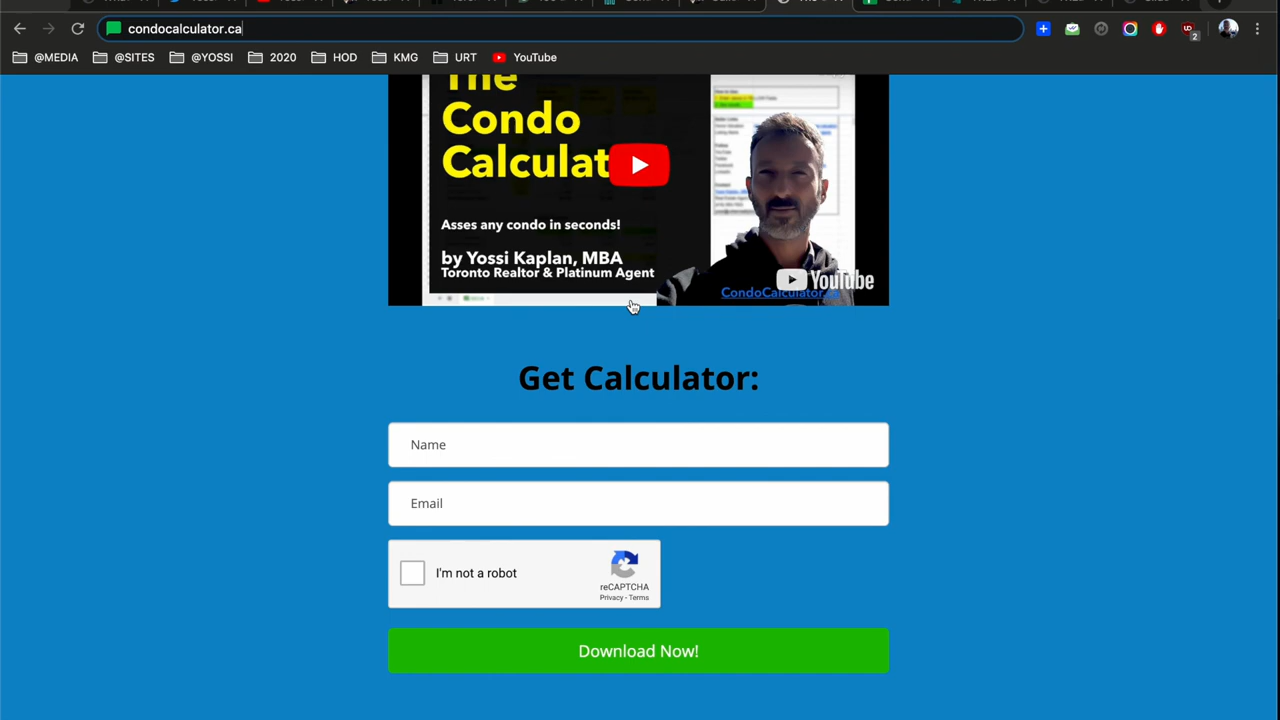 condocalculator.ca
2
@MEDIA
@SITES
@YOSSI
2020
HOD
KMG
URT
YouTube
The
Condo
Calculat
Asses any condo in seconds!
by Yossi Kaplan, MBA
Toronto Realtor & Platinum Agent
YouTube
CondoCalculator.ca
Get Calculator:
Name
Email
I'm not a robot
reCAPTCHA
Privacy - Terms
Download Now!